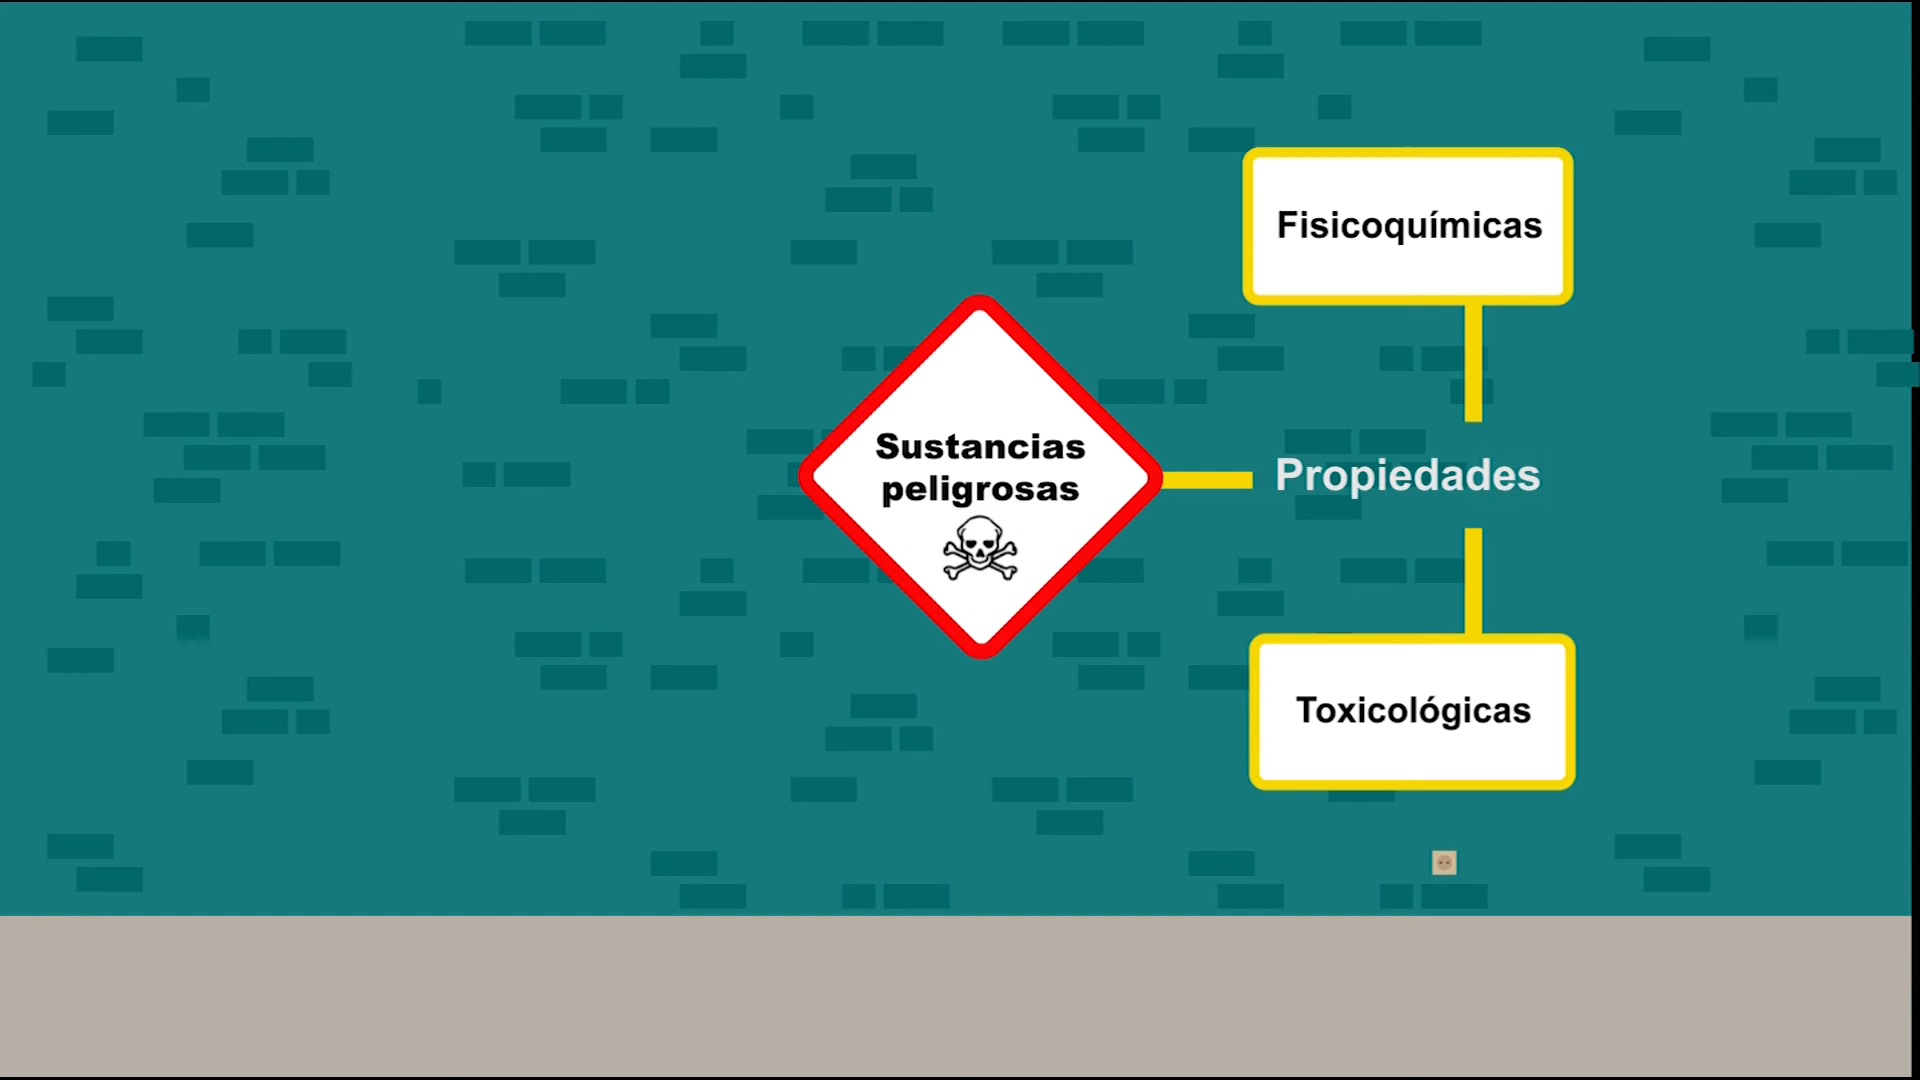 Fisicoquímicas
Sustancias
peligrosas
Propiedades
Toxicológicas